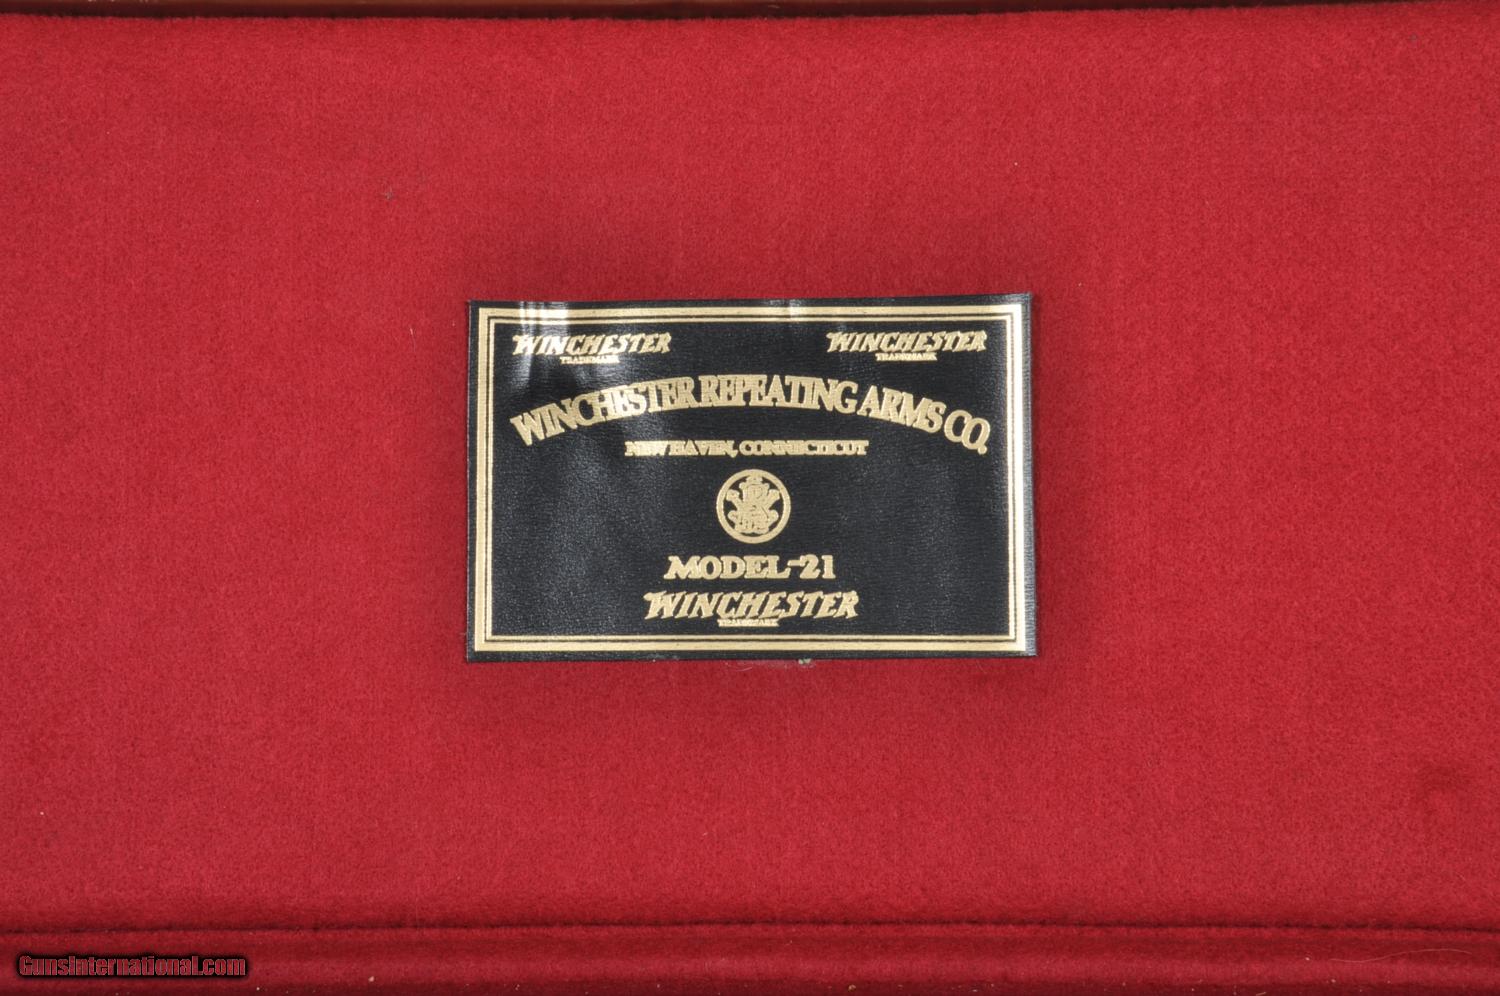 WINCHESTER WINCHESTER
TRADEMARK TRADEMARK
WINCHESTER REPEATING ARMS CO.
NEW HAVEN, CONNECTICUT
MODEL-21
WINCHESTER
TRADEMARK
GunsInternational.com